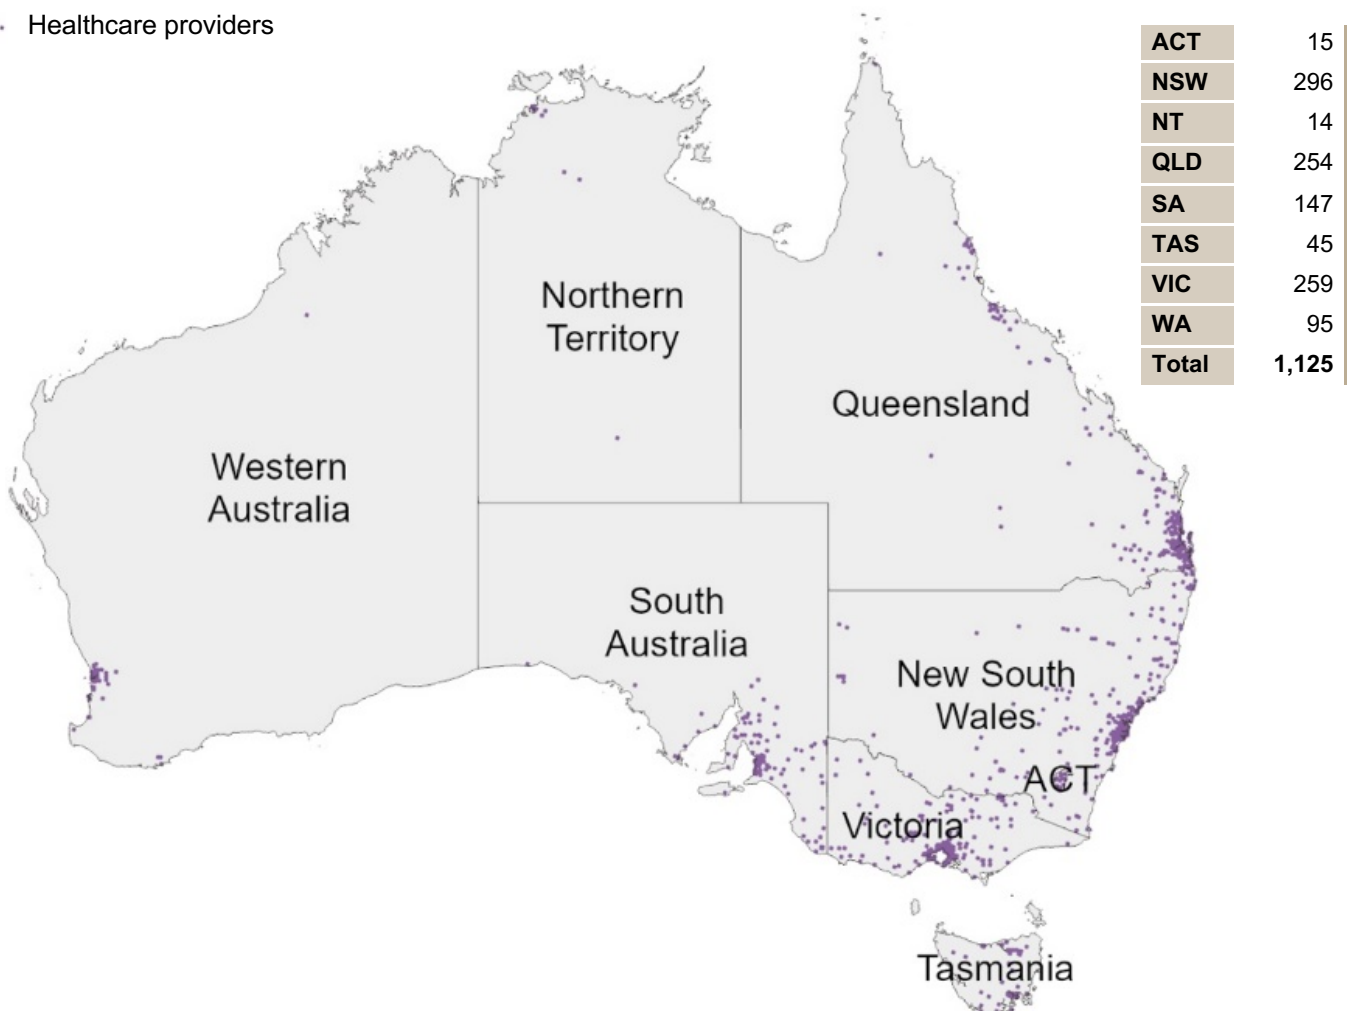 Healthcare providers
ACT 15
NSW 296
NT 14
QLD 254
SA 147
TAS 45
VIC 259
WA 95
Total 1,125
Northern
Territory
Queensland
Western
Australia
South
Australia
New South
Wales
ACT
Victoria
Tasmania